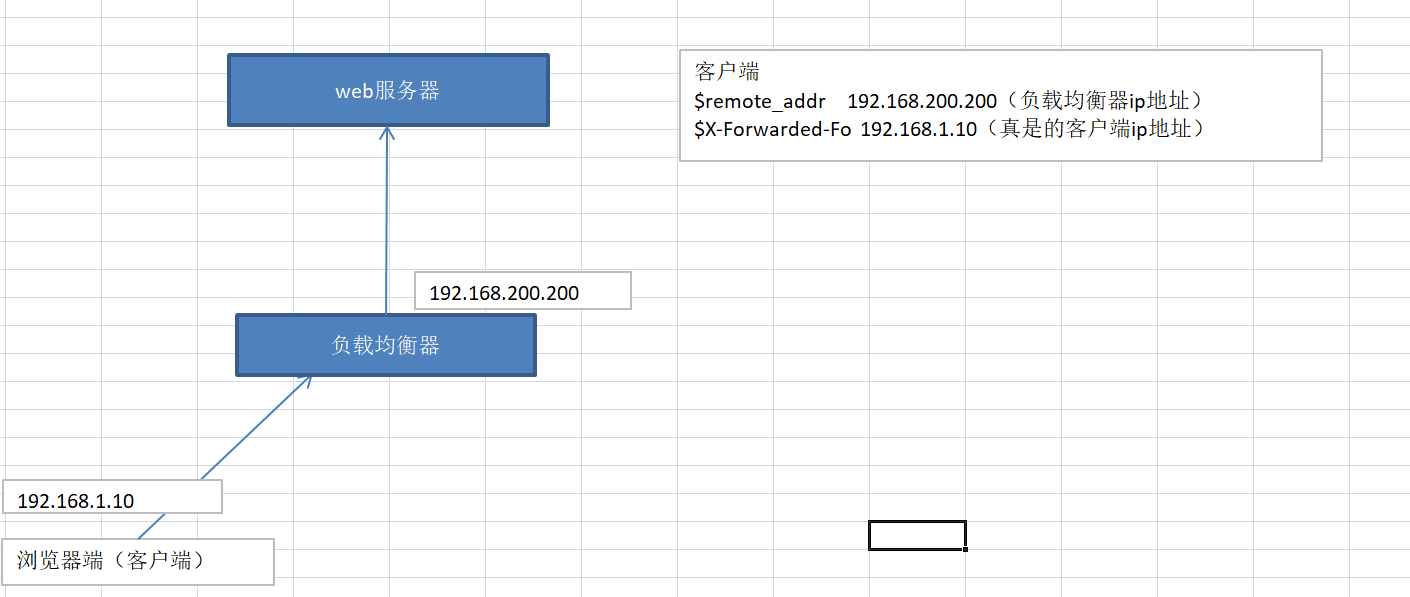 web服务器
客户端
$remote_addr 192.168.200.200（负载均衡器ip地址）
$X-Forwarded-Fo 192.168.1.10（真是的客户端ip地址）
192.168.200.200
负载均衡器
192.168.1.10
浏览器端（客户端）